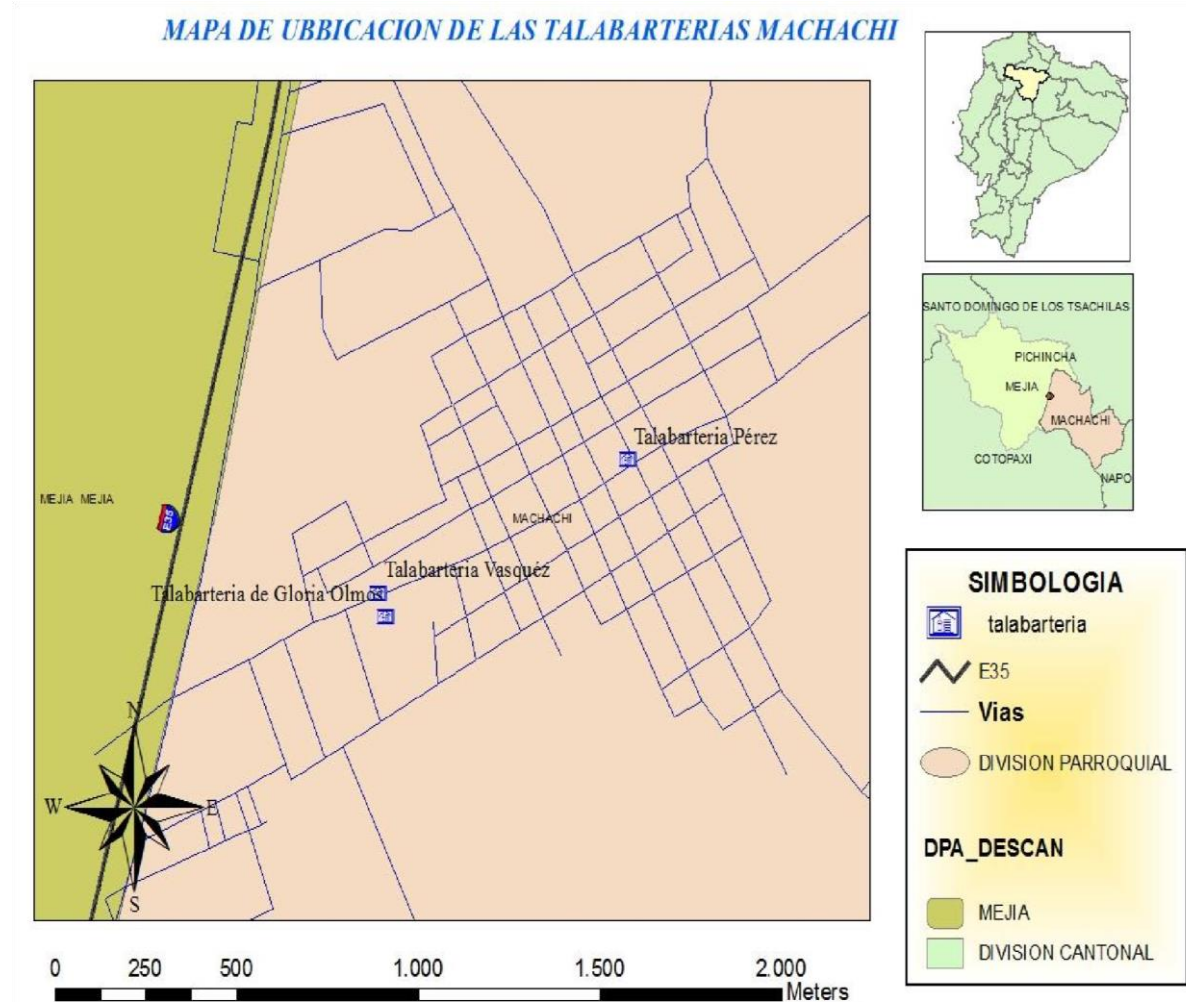 MAPA DE UBBICACION DE LAS TALABARTERIAS MACHACHI
SANTO DOMINGO DE LOS TSACHILAS
PICHINCHA
MEJIA
MACHACHI
COTOPAXI
NAPO
Talabarteria Pérez
MEJIA MEJIA
E35
MACHACHI
Talabarteria Vasquéz
Talabarteria de Gloria Olmos
N
W
E
S
SIMBOLOGIA
talabarteria
E35
Vias
DIVISION PARROQUIAL
DPA_DESCAN
MEJIA
DIVISION CANTONAL
0 250 500 1.000 1.500 2.000
Meters